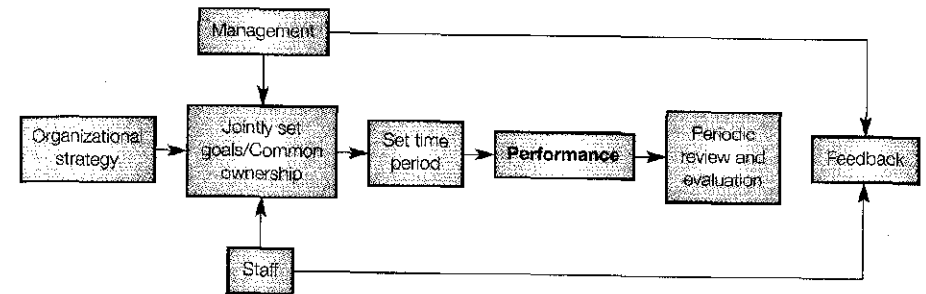 Management
Organizational
strategy
Jointly set
goals/Common
ownership
Set time
period
Performance
Periodic
review and
evaluation
Feedback
Staff